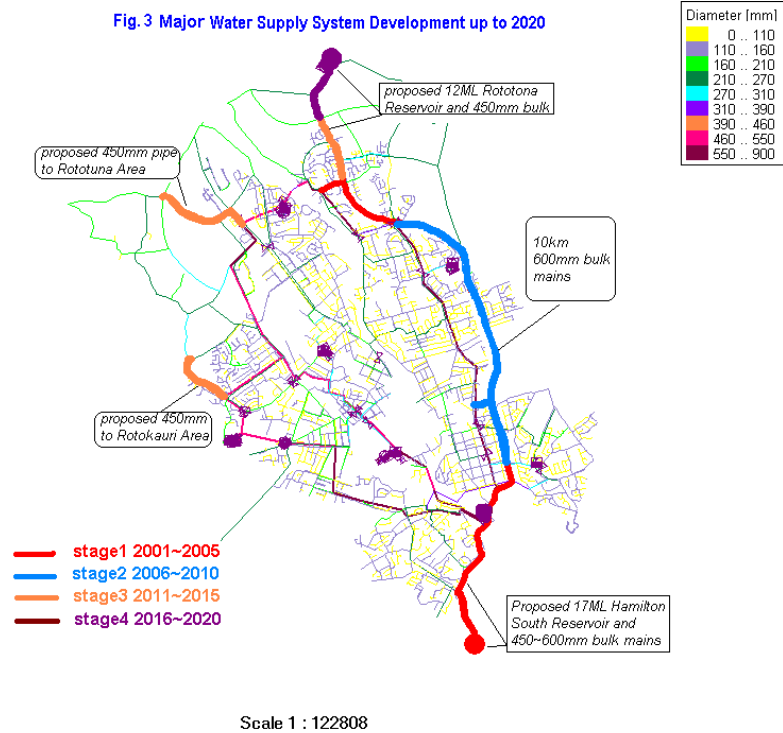 Fig. 3 Major Water Supply System Development up to 2020
Diameter [mm]
0 .. 110
110 .. 160
160 .. 210
210 .. 270
270 .. 310
310 .. 390
390 .. 460
460 .. 550
550 .. 900
proposed 12ML Rototona
Reservoir and 450mm bulk
proposed 450mm pipe
to Rototuna Area
10km
600mm bulk
mains
proposed 450mm
to Rotokauri Area
stage1 2001~2005
stage2 2006~2010
stage3 2011~2015
stage4 2016~2020
Proposed 17ML Hamilton
South Reservoir and
450~600mm bulk mains
Scale 1 : 122808